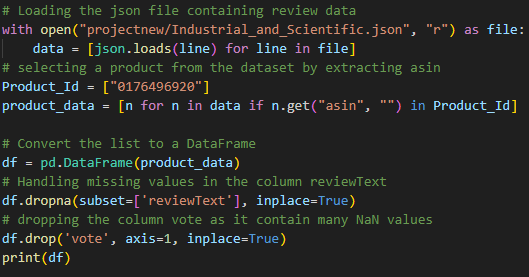 # Loading the json file containing review data
with open("projectnew/Industrial_and_Scientific.json", "r") as file:
    data = [json.loads(line) for line in file]
# selecting a product from the dataset by extracting asin
Product_Id = ["0176496920"]
product_data = [n for n in data if n.get("asin", "") in Product_Id]

# Convert the list to a DataFrame
df = pd.DataFrame(product_data)
# Handling missing values in the column reviewText
df.dropna(subset=['reviewText'], inplace=True)
# dropping the column vote as it contain many NaN values
df.drop('vote', axis=1, inplace=True)
print(df)